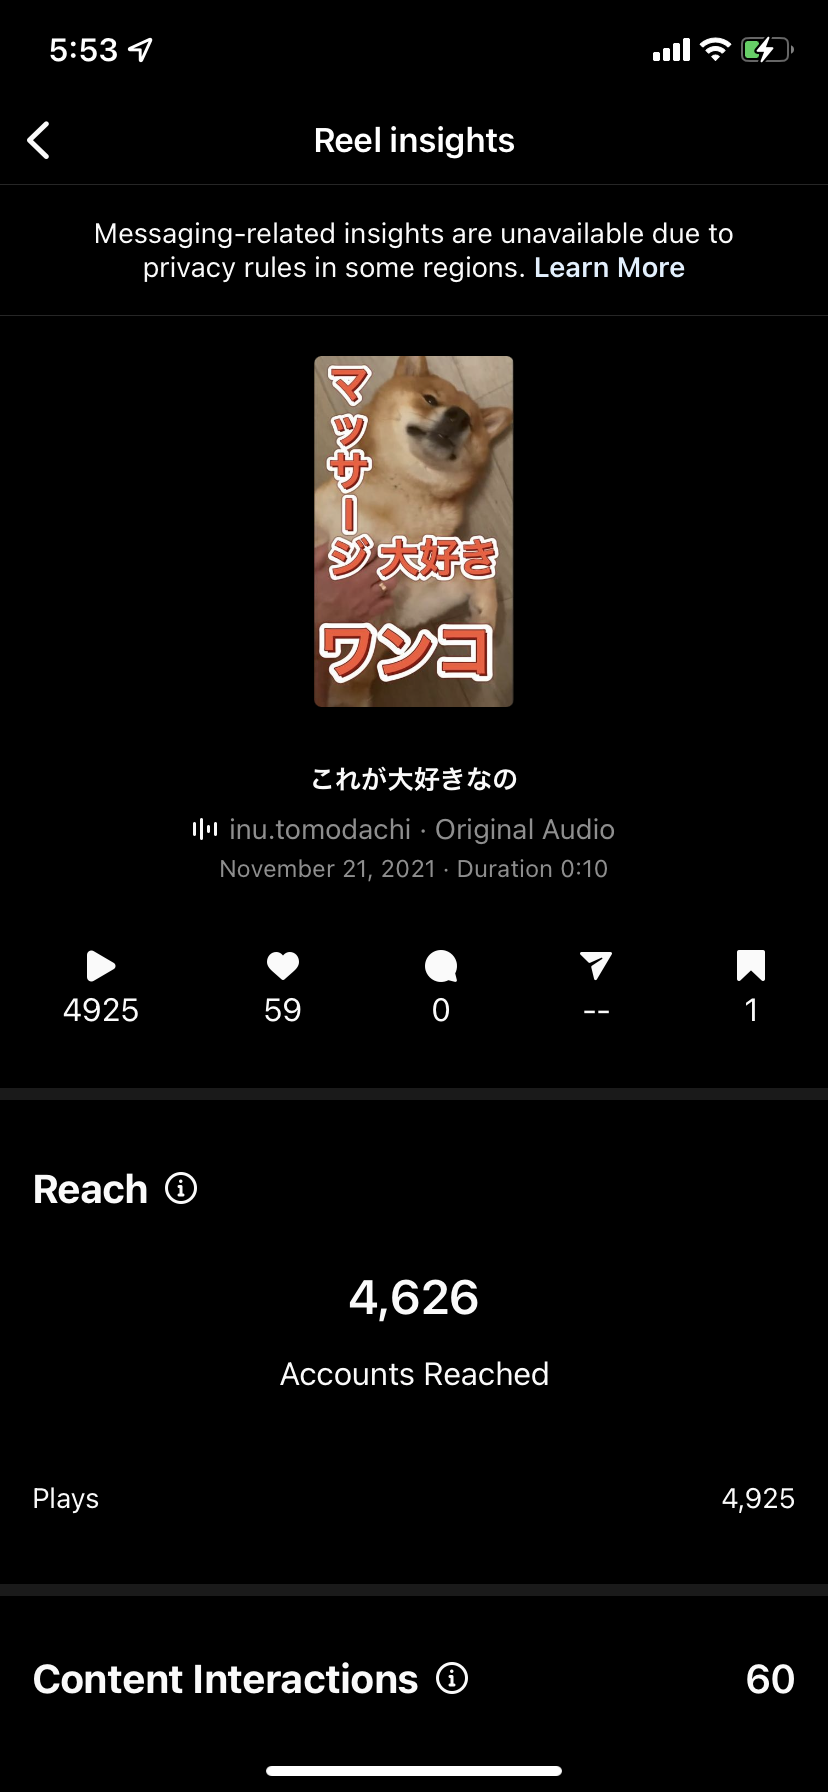 5:53
Reel insights
Messaging-related insights are unavailable due to
privacy rules in some regions. Learn More
マッサージ
大好き
ワンコ
これが大好きなの
inu.tomodachi · Original Audio
November 21, 2021 · Duration 0:10
4925 59 0 -- 1
Reach
4,626
Accounts Reached
Plays 4,925
Content Interactions 60